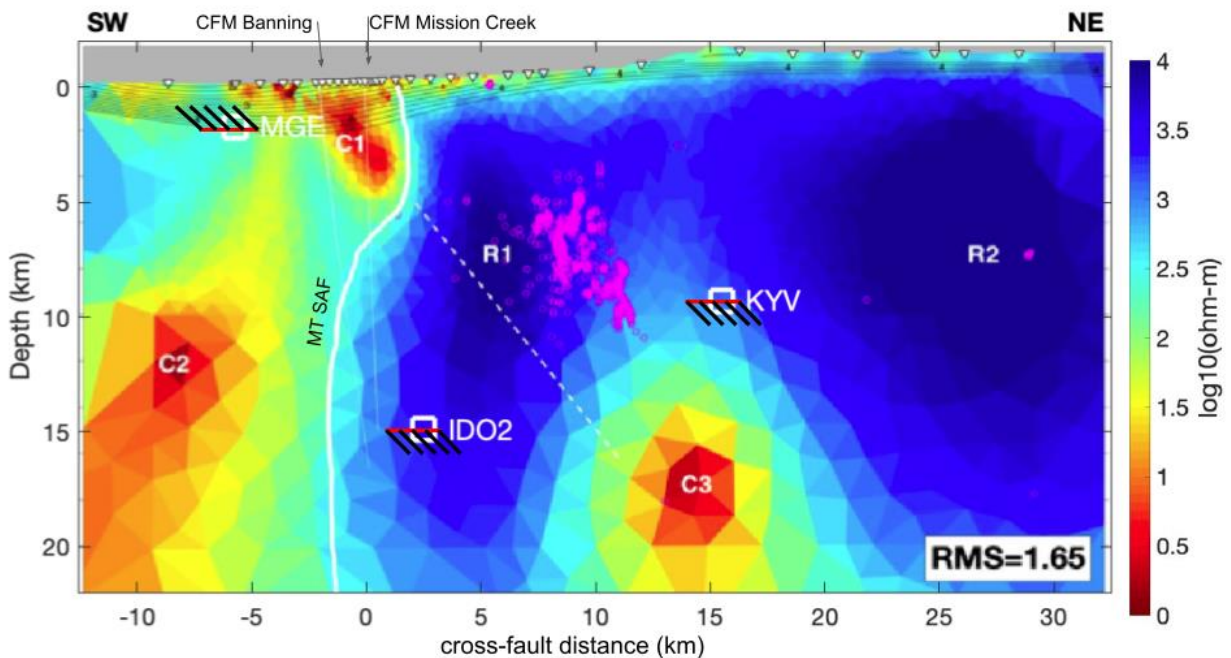 SW
CFM Banning
CFM Mission Creek
NE
0
5
10
15
20
Depth (km)
MGE
C1
R1
R2
KYV
MT SAF
C2
IDO2
C3
RMS=1.65
-10
-5
0
5
10
15
20
25
30
cross-fault distance (km)
4
3.5
3
2.5
2
1.5
1
0.5
0
log10(ohm-m)